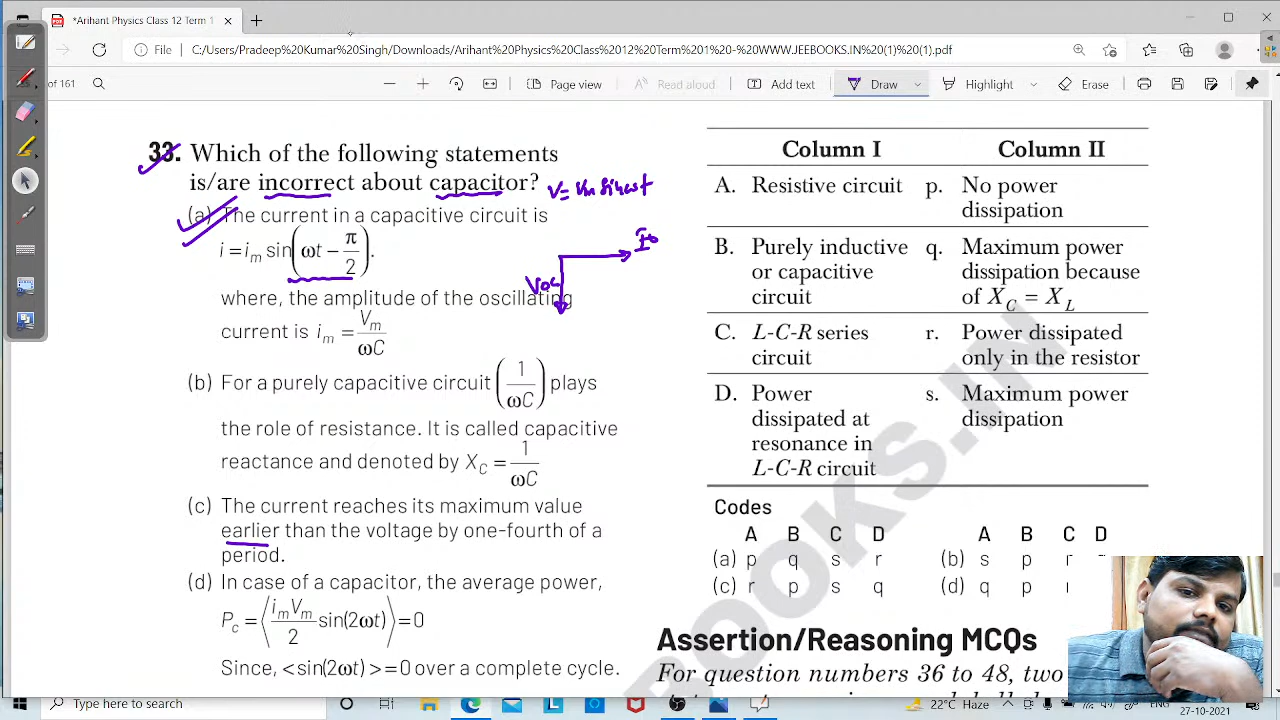 *Arihant Physics Class 12 Term 1
File
C:/Users/Pradeep%20Kumar%20Singh/Downloads/Arihant%20Physics%20Class%2012%20Term%201%20-%20WWW.JEEBOOKS.IN%20(1)%20(1).pdf
of 161
Page view
Read aloud
Add text
Draw
Highlight
Erase
33. Which of the following statements
is/are incorrect about capacitor?
V = Vm sin ωt
(a) The current in a capacitive circuit is
i = i_m sin(ωt − π/2).
where, the amplitude of the oscillating
current is i_m = V_m/ωC
(b) For a purely capacitive circuit (1/ωC) plays
the role of resistance. It is called capacitive
reactance and denoted by X_C = 1/ωC
(c) The current reaches its maximum value
earlier than the voltage by one-fourth of a
period.
(d) In case of a capacitor, the average power,
P_c = ⟨i_m V_m/2 sin(2ωt)⟩ = 0
Since, <sin(2ωt)> = 0 over a complete cycle.
Column I Column II
A. Resistive circuit p. No power
dissipation
B. Purely inductive q. Maximum power
or capacitive dissipation because
circuit of X_C = X_L
C. L-C-R series r. Power dissipated
circuit only in the resistor
D. Power s. Maximum power
dissipated at dissipation
resonance in
L-C-R circuit
Codes
A B C D A B C D
(a) p q s r (b) s p r
(c) r p s q (d) q p
Assertion/Reasoning MCQs
For question numbers 36 to 48, two
BOOKS.IN
Type here to search
22°C Haze
27-10-2021